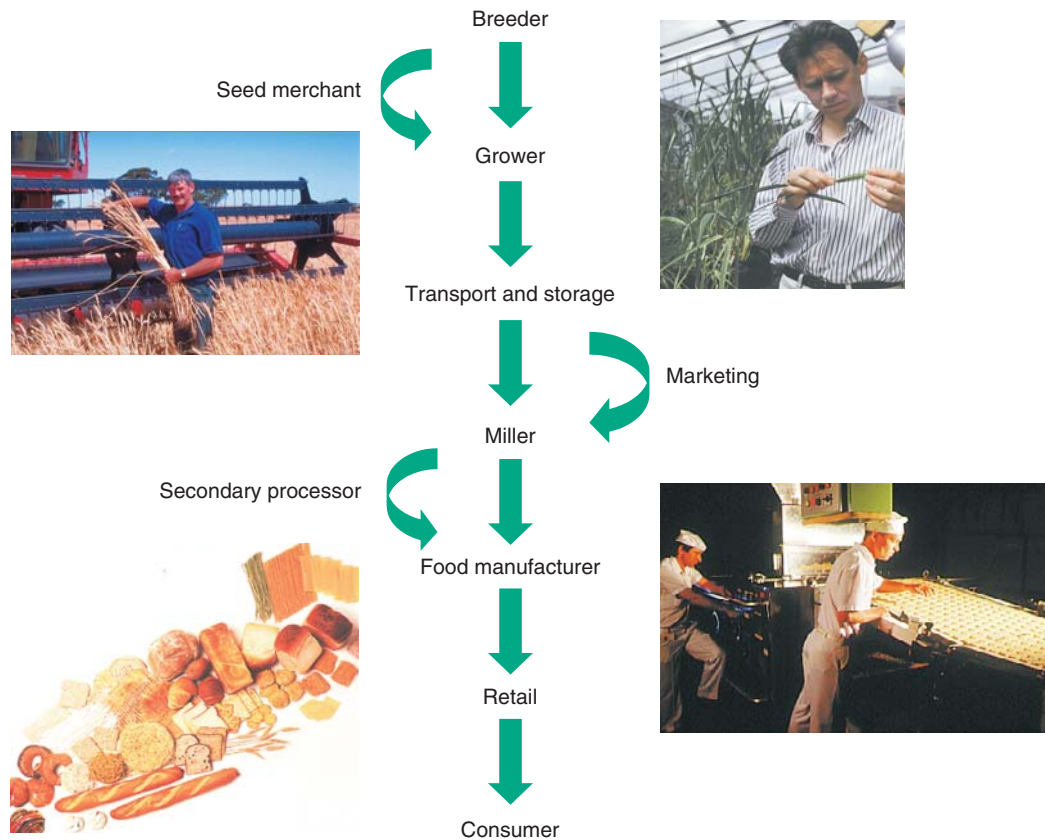 Breeder
Seed merchant
Grower
Transport and storage
Marketing
Miller
Secondary processor
Food manufacturer
Retail
Consumer